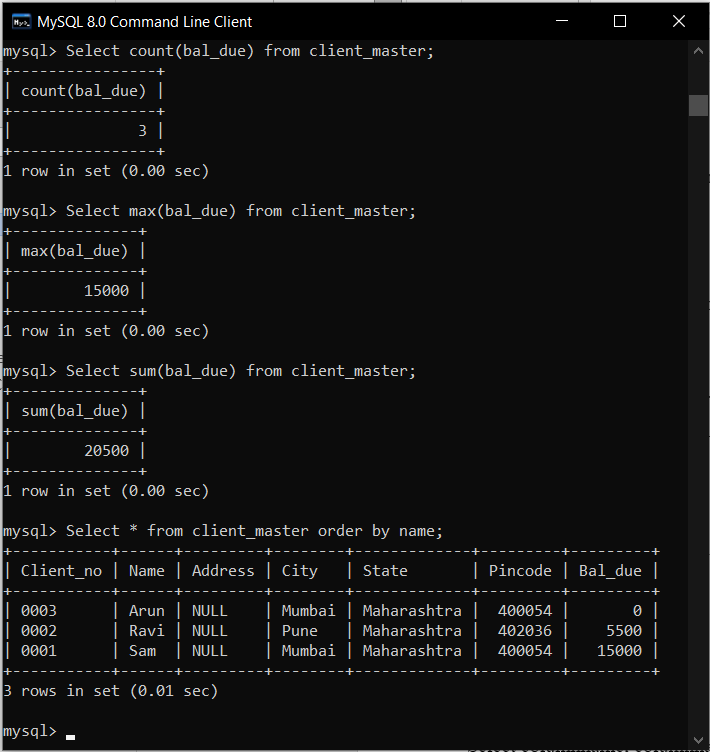 MySQL 8.0 Command Line Client
mysql> Select count(bal_due) from client_master;
+----------------+
| count(bal_due) |
+----------------+
|              3 |
+----------------+
1 row in set (0.00 sec)
mysql> Select max(bal_due) from client_master;
+--------------+
| max(bal_due) |
+--------------+
|        15000 |
+--------------+
1 row in set (0.00 sec)
mysql> Select sum(bal_due) from client_master;
+--------------+
| sum(bal_due) |
+--------------+
|        20500 |
+--------------+
1 row in set (0.00 sec)
mysql> Select * from client_master order by name;
+-----------+------+---------+--------+-------------+---------+---------+
| Client_no | Name | Address | City   | State       | Pincode | Bal_due |
+-----------+------+---------+--------+-------------+---------+---------+
| 0003      | Arun | NULL    | Mumbai | Maharashtra |  400054 |       0 |
| 0002      | Ravi | NULL    | Pune   | Maharashtra |  402036 |    5500 |
| 0001      | Sam  | NULL    | Mumbai | Maharashtra |  400054 |   15000 |
+-----------+------+---------+--------+-------------+---------+---------+
3 rows in set (0.01 sec)
mysql>